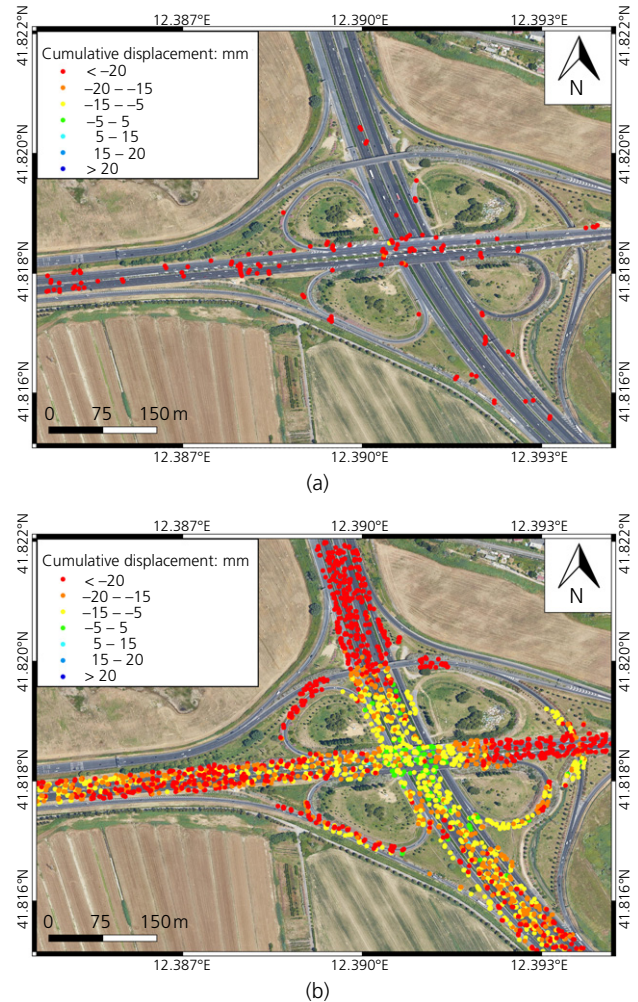 41.822°N
41.820°N
41.818°N
41.816°N
12.387°E
12.390°E
12.393°E
Cumulative displacement: mm
< –20
–20 – –15
–15 – –5
–5 – 5
5 – 15
15 – 20
> 20
N
0 75 150 m
12.387°E
12.390°E
12.393°E
41.822°N
41.820°N
41.818°N
41.816°N
(a)
41.822°N
41.820°N
41.818°N
41.816°N
12.387°E
12.390°E
12.393°E
Cumulative displacement: mm
< –20
–20 – –15
–15 – –5
–5 – 5
5 – 15
15 – 20
> 20
N
0 75 150 m
12.387°E
12.390°E
12.393°E
41.822°N
41.820°N
41.818°N
41.816°N
(b)